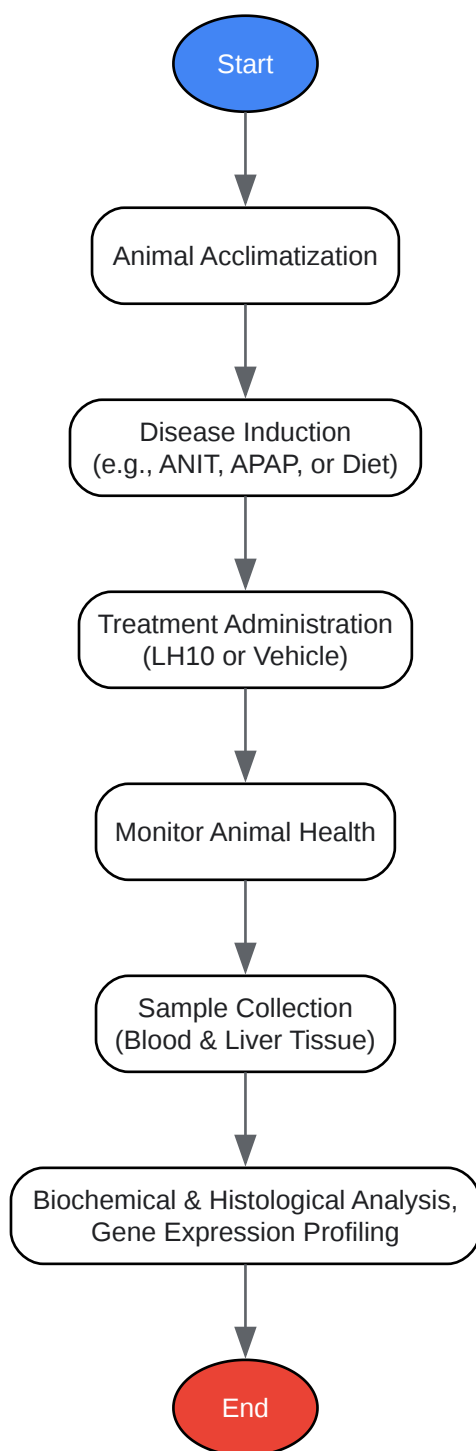 Start
Animal Acclimatization
Disease Induction
(e.g., ANIT, APAP, or Diet)
Treatment Administration
(LH10 or Vehicle)
Monitor Animal Health
Sample Collection
(Blood & Liver Tissue)
Biochemical & Histological Analysis,
Gene Expression Profiling
End